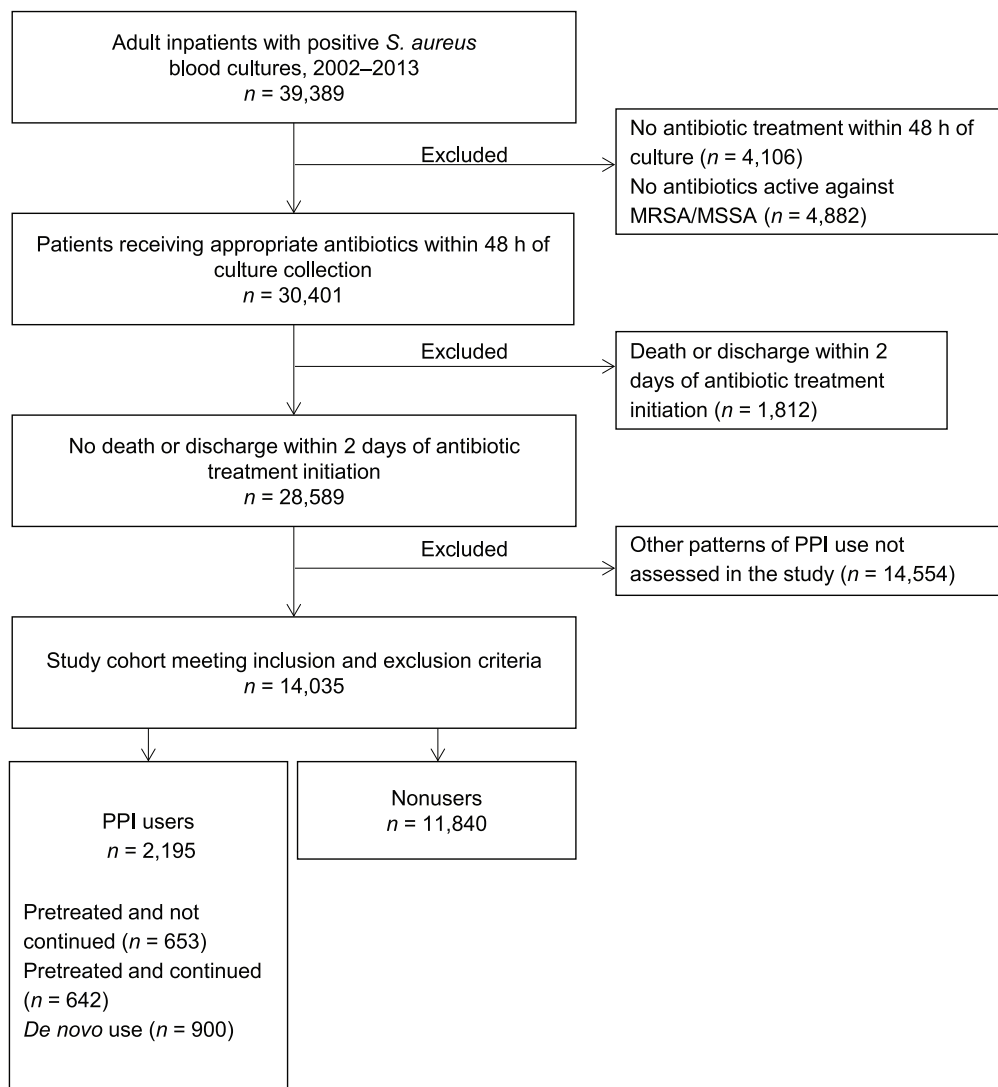 Adult inpatients with positive S. aureus
blood cultures, 2002–2013
n = 39,389
Excluded
No antibiotic treatment within 48 h of
culture (n = 4,106)
No antibiotics active against
MRSA/MSSA (n = 4,882)
Patients receiving appropriate antibiotics within 48 h of
culture collection
n = 30,401
Excluded
Death or discharge within 2
days of antibiotic treatment
initiation (n = 1,812)
No death or discharge within 2 days of antibiotic
treatment initiation
n = 28,589
Excluded
Other patterns of PPI use not
assessed in the study (n = 14,554)
Study cohort meeting inclusion and exclusion criteria
n = 14,035
PPI users
n = 2,195
Pretreated and not
continued (n = 653)
Pretreated and continued
(n = 642)
De novo use (n = 900)
Nonusers
n = 11,840